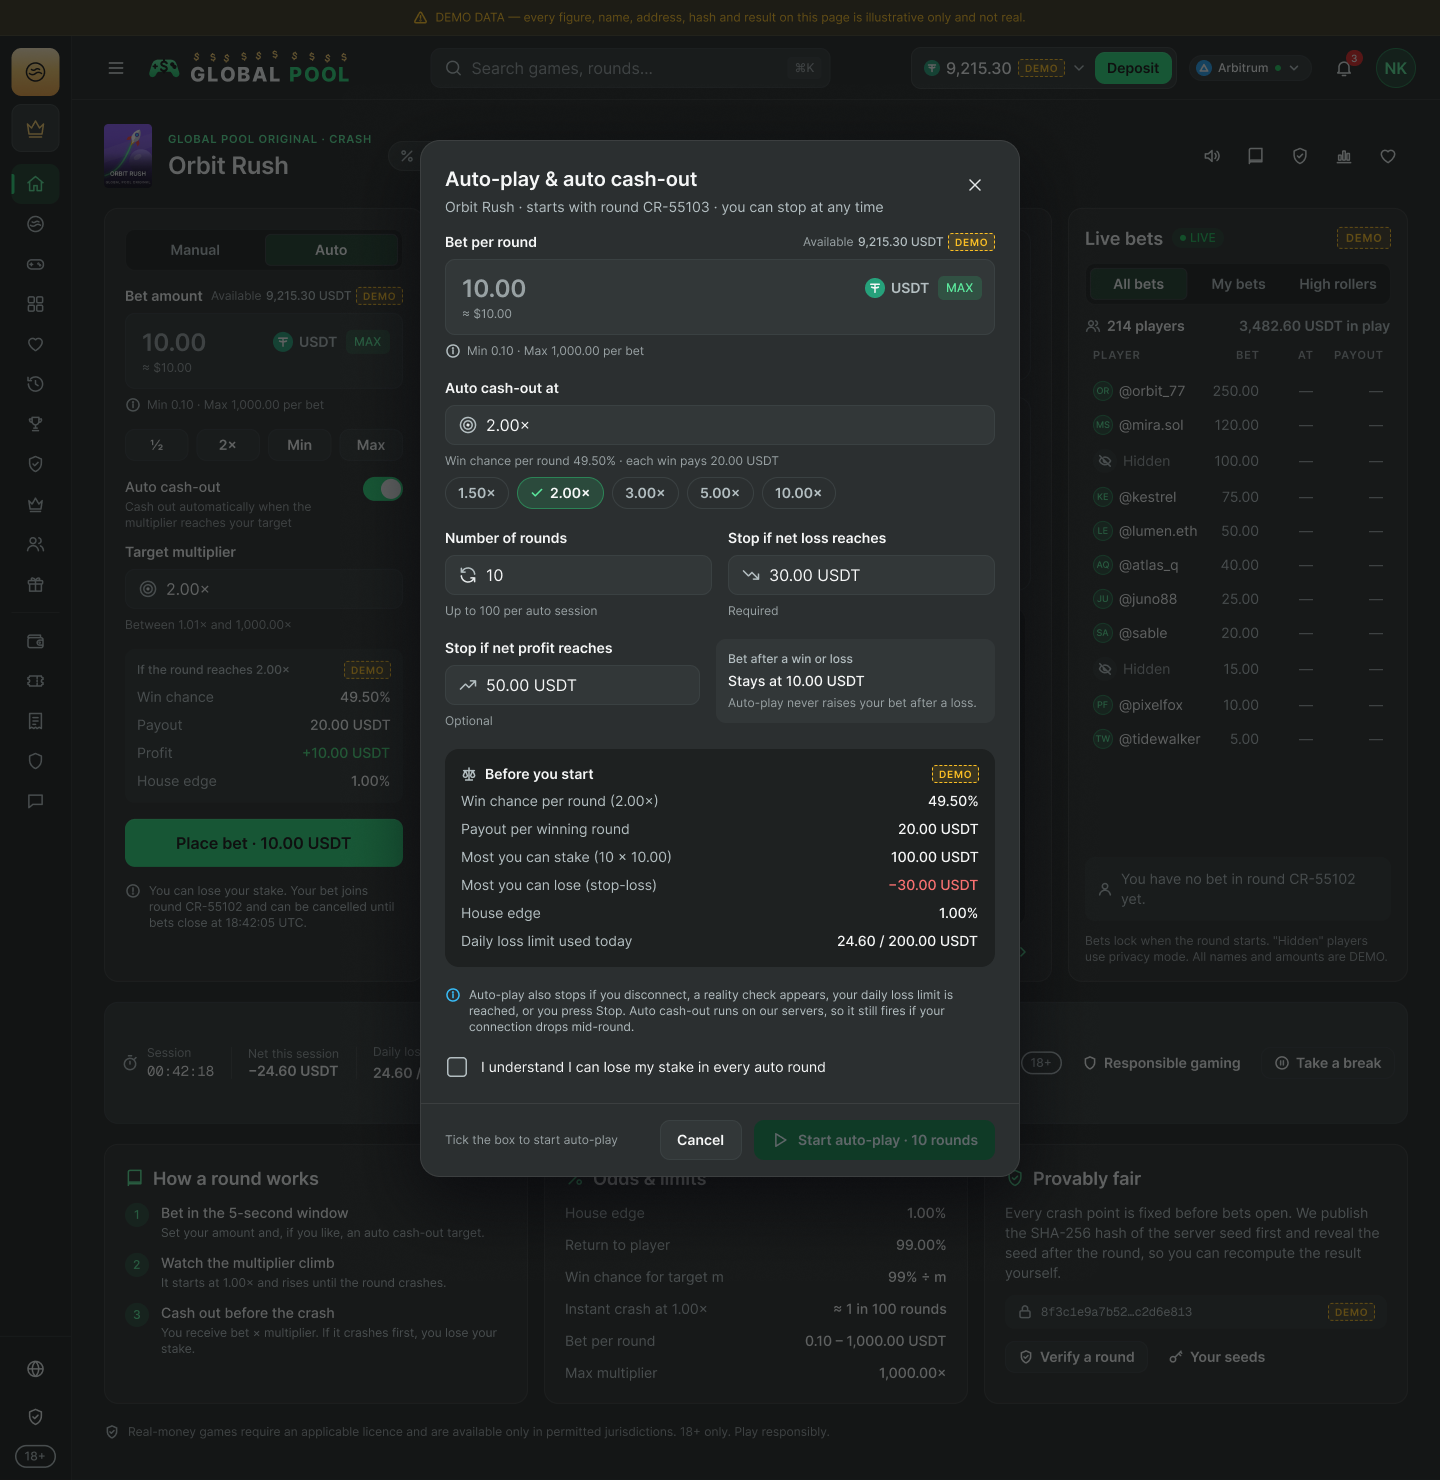 DEMO DATA — every figure, name, address, hash and result on this page is illustrative only and not real.
$ $ $ $ $ $ $ $ $
GLOBAL POOL
Search games, rounds...
⌘K
9,215.30 DEMO
Deposit
Arbitrum
3
NK
ORBIT RUSH
GLOBAL POOL ORIGINAL · CRASH
Orbit Rush
Manual
Auto
Bet amount
Available 9,215.30 USDT DEMO
10.00
USDT
MAX
≈ $10.00
Min 0.10 · Max 1,000.00 per bet
½
2×
Min
Max
Auto cash-out
Cash out automatically when the
multiplier reaches your target
Target multiplier
2.00×
Between 1.01× and 1,000.00×
If the round reaches 2.00×
DEMO
Win chance
49.50%
Payout
20.00 USDT
Profit
+10.00 USDT
House edge
1.00%
Place bet · 10.00 USDT
You can lose your stake. Your bet joins
round CR-55102 and can be cancelled until
bets close at 18:42:05 UTC.
Auto-play & auto cash-out
Orbit Rush · starts with round CR-55103 · you can stop at any time
Bet per round
Available 9,215.30 USDT DEMO
10.00
USDT
MAX
≈ $10.00
Min 0.10 · Max 1,000.00 per bet
Auto cash-out at
2.00×
Win chance per round 49.50% · each win pays 20.00 USDT
1.50×
2.00×
3.00×
5.00×
10.00×
Number of rounds
10
Up to 100 per auto session
Stop if net loss reaches
30.00 USDT
Required
Stop if net profit reaches
50.00 USDT
Optional
Bet after a win or loss
Stays at 10.00 USDT
Auto-play never raises your bet after a loss.
Before you start
DEMO
Win chance per round (2.00×)
49.50%
Payout per winning round
20.00 USDT
Most you can stake (10 × 10.00)
100.00 USDT
Most you can lose (stop-loss)
−30.00 USDT
House edge
1.00%
Daily loss limit used today
24.60 / 200.00 USDT
Auto-play also stops if you disconnect, a reality check appears, your daily loss limit is
reached, or you press Stop. Auto cash-out runs on our servers, so it still fires if your
connection drops mid-round.
I understand I can lose my stake in every auto round
Tick the box to start auto-play
Cancel
Start auto-play · 10 rounds
Live bets
LIVE
DEMO
All bets
My bets
High rollers
214 players
3,482.60 USDT in play
PLAYER BET AT PAYOUT
OR @orbit_77 250.00 — —
MS @mira.sol 120.00 — —
Hidden 100.00 — —
KE @kestrel 75.00 — —
LE @lumen.eth 50.00 — —
AQ @atlas_q 40.00 — —
JU @juno88 25.00 — —
SA @sable 20.00 — —
Hidden 15.00 — —
PF @pixelfox 10.00 — —
TW @tidewalker 5.00 — —
You have no bet in round CR-55102
yet.
Bets lock when the round starts. "Hidden" players
use privacy mode. All names and amounts are DEMO.
Session
00:42:18
Net this session
−24.60 USDT
Daily los
24.60 /
18+
Responsible gaming
Take a break
How a round works
1
Bet in the 5-second window
Set your amount and, if you like, an auto cash-out target.
2
Watch the multiplier climb
It starts at 1.00× and rises until the round crashes.
3
Cash out before the crash
You receive bet × multiplier. If it crashes first, you lose your
stake.
Odds & limits
House edge
1.00%
Return to player
99.00%
Win chance for target m
99% ÷ m
Instant crash at 1.00×
≈ 1 in 100 rounds
Bet per round
0.10 – 1,000.00 USDT
Max multiplier
1,000.00×
Provably fair
Every crash point is fixed before bets open. We publish
the SHA-256 hash of the server seed first and reveal the
seed after the round, so you can recompute the result
yourself.
8f3c1e9a7b52…c2d6e813
DEMO
Verify a round
Your seeds
18+
Real-money games require an applicable licence and are available only in permitted jurisdictions. 18+ only. Play responsibly.